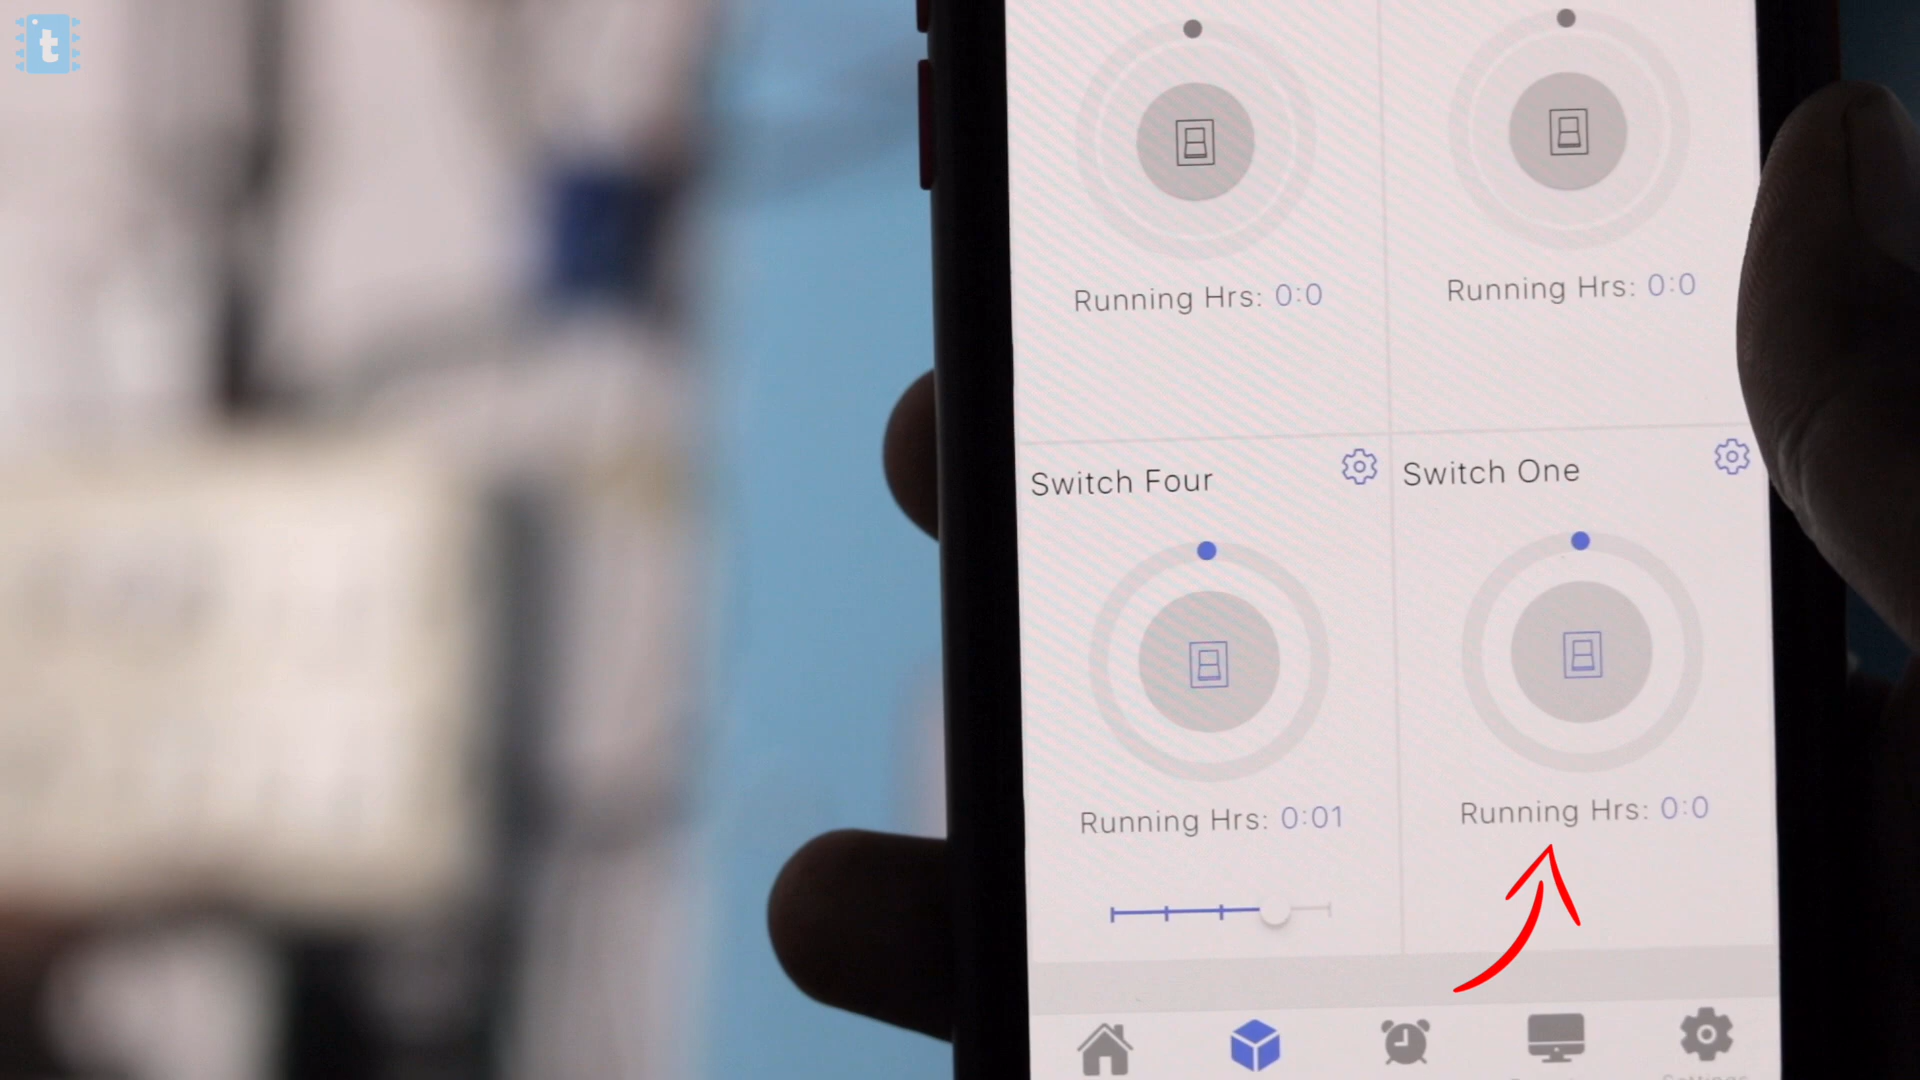 t
Running Hrs: 0:0
Running Hrs: 0:0
Switch Four
Switch One
Running Hrs: 0:01
Running Hrs: 0:0
Settings